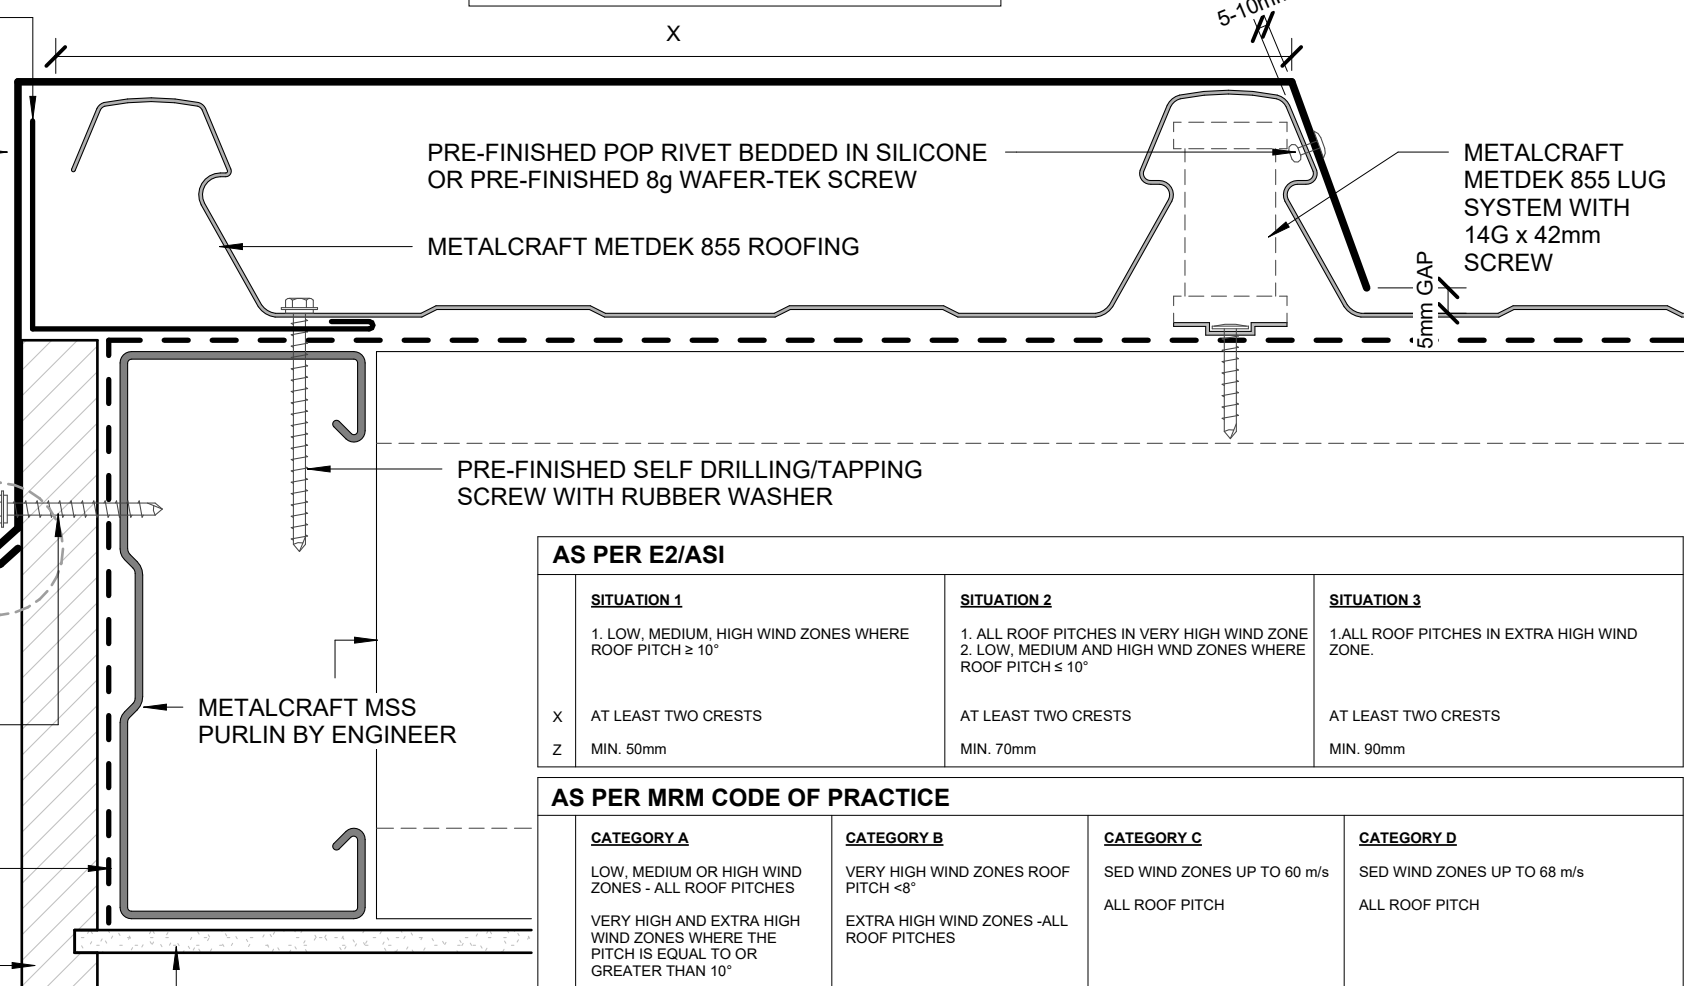 5-10mm
X
PRE-FINISHED POP RIVET BEDDED IN SILICONE
OR PRE-FINISHED 8g WAFER-TEK SCREW
METALCRAFT
METDEK 855 LUG
SYSTEM WITH
14G x 42mm
SCREW
METALCRAFT METDEK 855 ROOFING
5mm GAP
PRE-FINISHED SELF DRILLING/TAPPING
SCREW WITH RUBBER WASHER
METALCRAFT MSS
PURLIN BY ENGINEER
AS PER E2/ASI
SITUATION 1
1. LOW, MEDIUM, HIGH WIND ZONES WHERE
ROOF PITCH ≥ 10°
SITUATION 2
1. ALL ROOF PITCHES IN VERY HIGH WIND ZONE
2. LOW, MEDIUM AND HIGH WND ZONES WHERE
ROOF PITCH ≤ 10°
SITUATION 3
1.ALL ROOF PITCHES IN EXTRA HIGH WIND
ZONE.
X AT LEAST TWO CRESTS AT LEAST TWO CRESTS AT LEAST TWO CRESTS
Z MIN. 50mm MIN. 70mm MIN. 90mm
AS PER MRM CODE OF PRACTICE
CATEGORY A
LOW, MEDIUM OR HIGH WIND
ZONES - ALL ROOF PITCHES
VERY HIGH AND EXTRA HIGH
WIND ZONES WHERE THE
PITCH IS EQUAL TO OR
GREATER THAN 10°
CATEGORY B
VERY HIGH WIND ZONES ROOF
PITCH <8°
EXTRA HIGH WIND ZONES -ALL
ROOF PITCHES
CATEGORY C
SED WIND ZONES UP TO 60 m/s
ALL ROOF PITCH
CATEGORY D
SED WIND ZONES UP TO 68 m/s
ALL ROOF PITCH